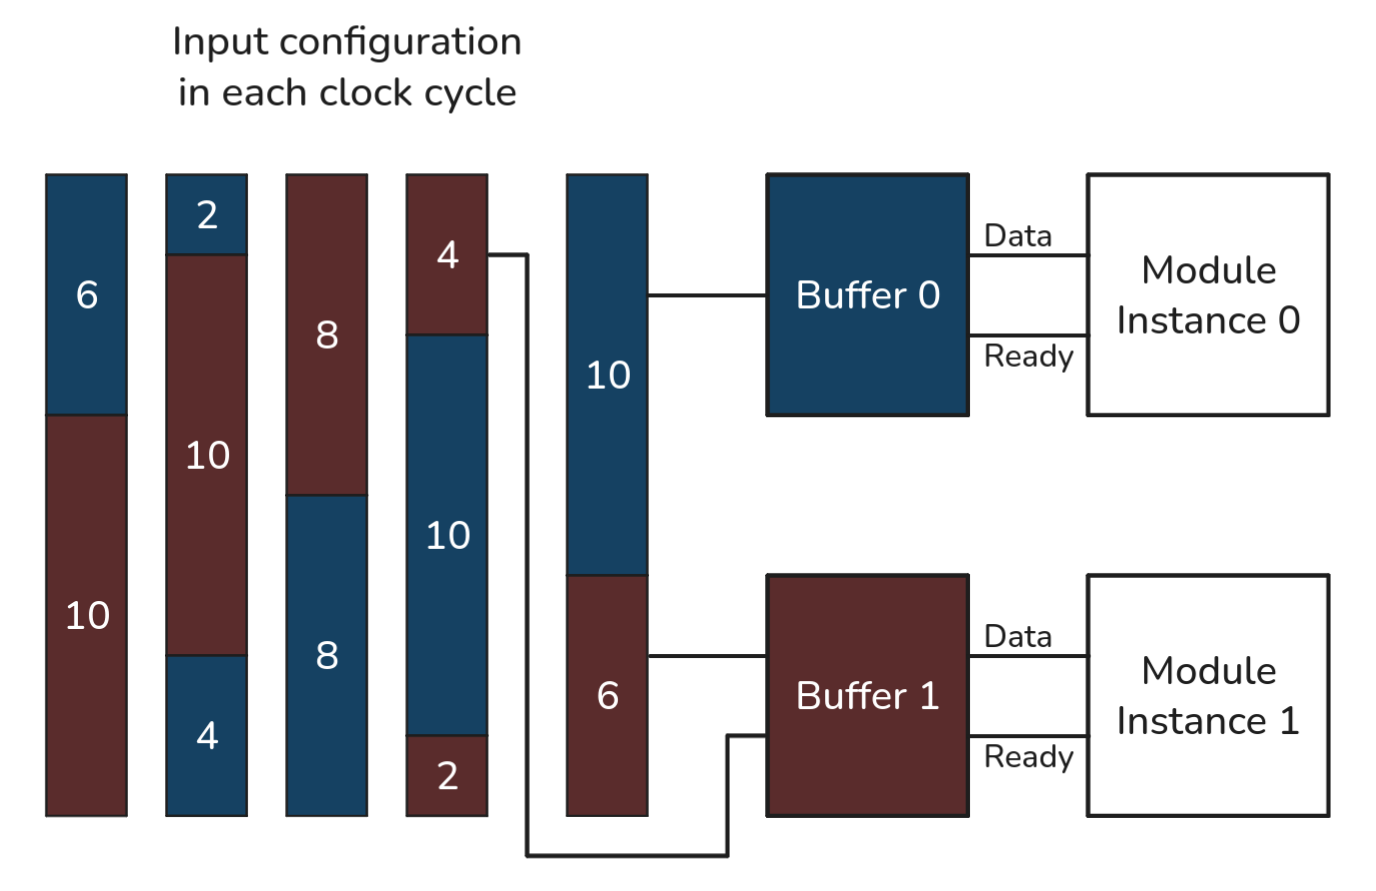 Input configuration
in each clock cycle
6
10
2
10
4
8
8
4
10
2
10
6
Buffer 0
Data
Ready
Module
Instance 0
Buffer 1
Data
Ready
Module
Instance 1